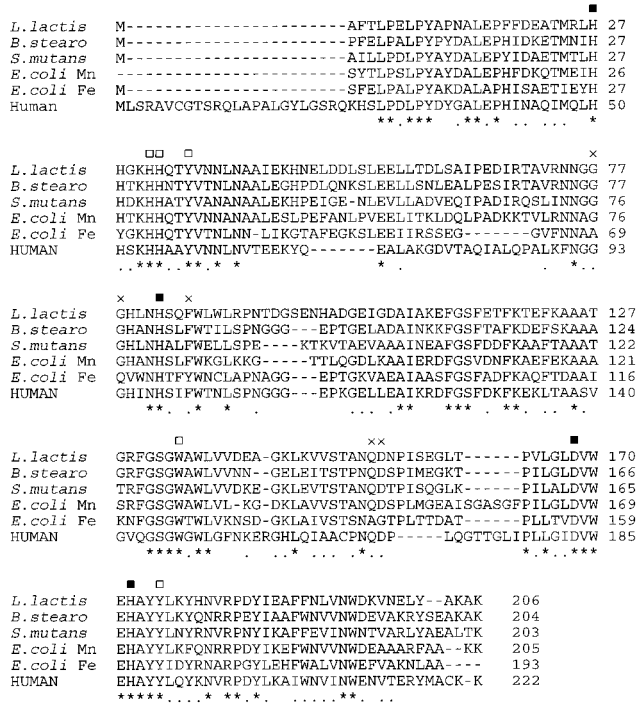 ■
L.lactis M-----------------------AFTLPELPYAPNALEPFFDEATMRLH 27
B.stearo M-----------------------PFELPALPYPYDALEPHIDKETMNIH 27
S.mutans M-----------------------AILLPDLPYAYDALEPYIDAETMTLH 27
E.coli Mn ------------------------SYTLPSLPYAYDALEPHFDKQTMEIH 26
E.coli Fe M-----------------------SFELPALPYAKDALAPHISAETIEYH 27
Human MLSRAVCGTSRQLAPALGYLGSRQKHSLPDLPYDYGALEPHINAQIMQLH 50
**.***..**.*.......*
□□ □ ×
L.lactis HGKHHQTYVNNLNAAIEKHNELDDLSLEELLTDLSAIPEDIRTAVRNNGG 77
B.stearo HTKHHNTYVNNLNAALEGHPDLQNKSLEELLSNLEALPESIRTAVRNNGG 77
S.mutans HDKHHATYVANANAALEKHPEIGE-NLEVLLADVEQIPADIRQSLINNGG 76
E.coli Mn HTKHHQTYVNNANAALESLPEFANLPVEELITKLDQLPADKKTVLRNNAG 76
E.coli Fe YGKHHQTYVTNLNN-LIKGTAFEGKSLEEIIRSSEG-------GVFNNAA 69
HUMAN HSKHHAAYVNNLNVTEEKYQ-------EALAKGDVTAQIALQPALKFNGG 93
..**..**.*.* * . *..
× ■ ×
L.lactis GHLNHSQFWLWLRPNTDGSENHADGEIGDAIAKEFGSFETFKTEFKAAAT 127
B.stearo GHANHSLFWTILSPNGGG---EPTGELADAINKKFGSFTAFKDEFSKAAA 124
S.mutans GHLNHALFWELLSPE----KTKVTAEVAAAINEAFGSFDDFKAAFTAAAT 122
E.coli Mn GHANHSLFWKGLKKG----TTLQGDLKAAIERDFGSVDNFKAEFEKAAA 121
E.coli Fe QVWNHTFYWNCLAPNAGG---EPTGKVAEAIAASFGSFADFKAQFTDAAI 116
HUMAN GHINHSIFWTNLSPNGGG---EPKGELLEAIKRDFGSFDKFKEKLTAASV 140
**..* * . . ..**..***..**....*.
□ ×× ■
L.lactis GRFGSGWAWLVVDEA-GKLKVVSTANQDNPISEGLT------PVLGLDVW 170
B.stearo GRFGSGWAWLVVNN--GELEITSTPNQDSPIMEGKT------PILGLDVW 166
S.mutans TRFGSGWAWLVVDKE-GKLEVTSTANQDTPISQGLK------PILALDVW 165
E.coli Mn SRFGSGWAWLVL-KG-DKLAVVSTANQDSPLMGEAISGASGFPILGLDVW 169
E.coli Fe KNFGSGWTWLVKNSD-GKLAIVSTSNAGTPLTTDAT------PLLTVDVW 159
HUMAN GVQGSGWGWLGFNKERGHLQIAACPNQDP----LQGTTGLIPLLGIDVW 185
****.** . *....*...* . *.*..***
■ □
L.lactis EHAYYLKYHNVRPDYIEAFFNLVNWDKVNELY--AKAK 206
B.stearo EHAYYLKYQNRRPEYIAAFWNVVNWDEVAKRYSEAKAK 204
S.mutans EHAYYLNYRNVRPNYIKAFFEVINWNTVARLYAEALTK 203
E.coli Mn EHAYYLKFQNRRPDYIKEFWNVVNWDEAAARFAA--KK 205
E.coli Fe EHAYYIDYRNARPGYLEHFWALVNWEFVAKNLAA---- 193
HUMAN EHAYYLQYKNVRPDYLKAIWNVINWENVTERYMACK-K 222
*****....*.**.*......**.....